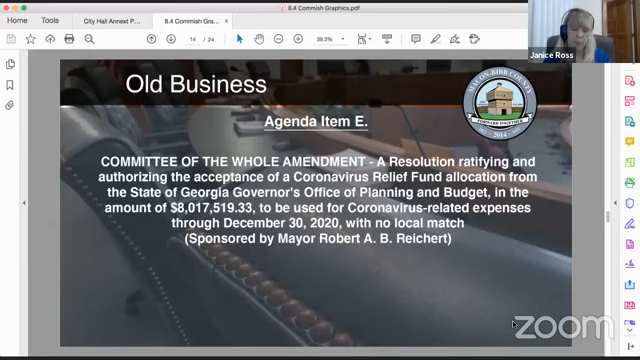 8.4 Commish Graphics.pdf
Home Tools City Hall Annext P... 8.4 Commish Gra... ×
14 / 24 38.3%
Janice Ross
Old Business
MACON-BIBB COUNTY
FORWARD TOGETHER
2014
Agenda Item E.
COMMITTEE OF THE WHOLE AMENDMENT - A Resolution ratifying and
authorizing the acceptance of a Coronavirus Relief Fund allocation from
the State of Georgia Governor's Office of Planning and Budget, in the
amount of $8,017,519.33, to be used for Coronavirus-related expenses
through December 30, 2020, with no local match
(Sponsored by Mayor Robert A. B. Reichert)
zoom